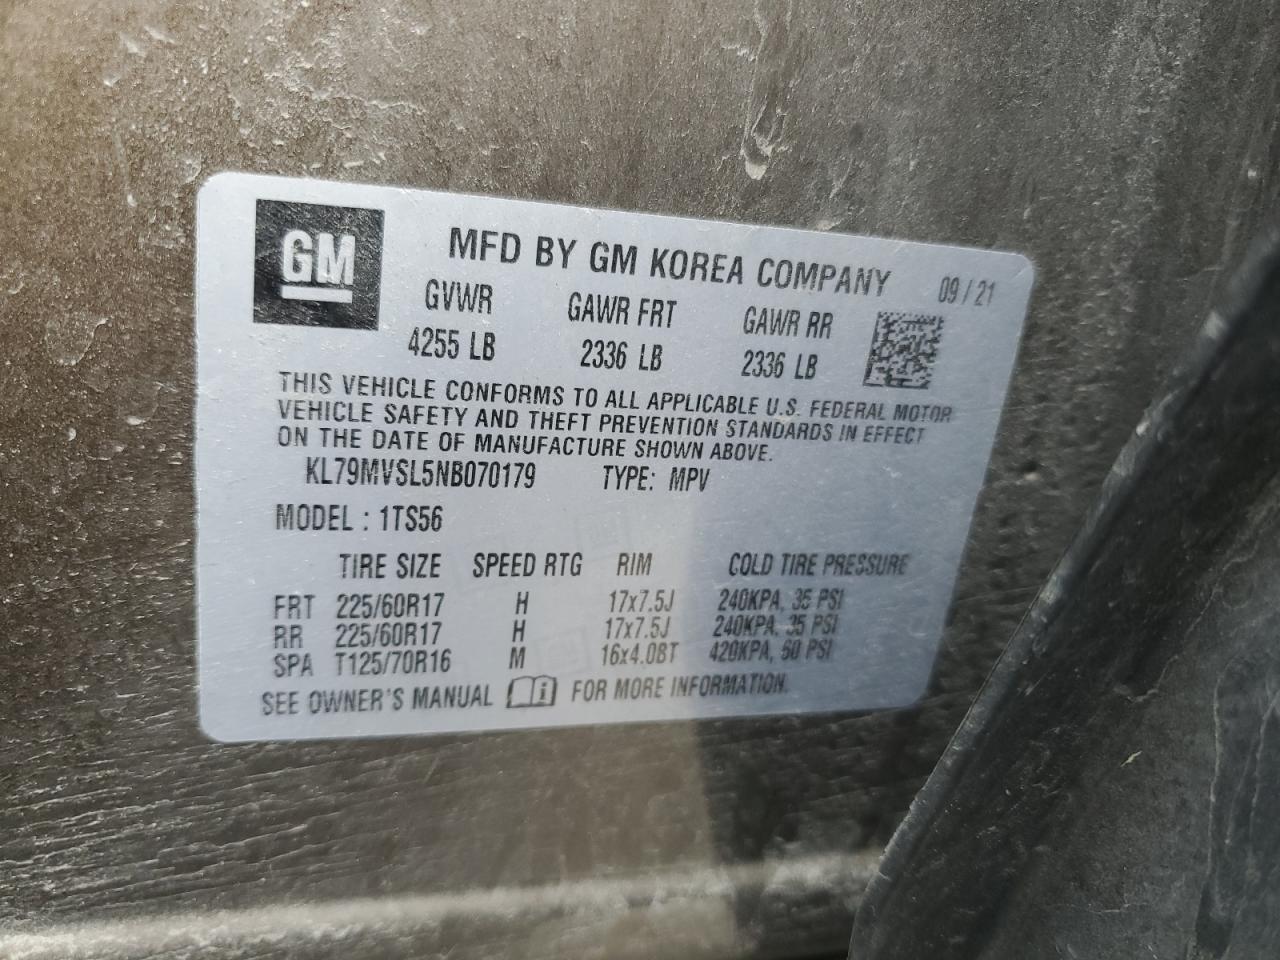 GM
MFD BY GM KOREA COMPANY 09/21
GVWR GAWR FRT GAWR RR
4255 LB 2336 LB 2336 LB
THIS VEHICLE CONFORMS TO ALL APPLICABLE U.S. FEDERAL MOTOR
VEHICLE SAFETY AND THEFT PREVENTION STANDARDS IN EFFECT
ON THE DATE OF MANUFACTURE SHOWN ABOVE.
KL79MVSL5NB070179 TYPE: MPV
MODEL : 1TS56
TIRE SIZE SPEED RTG RIM COLD TIRE PRESSURE
FRT 225/60R17 H 17x7.5J 240KPA, 35 PSI
RR 225/60R17 H 17x7.5J 240KPA, 35 PSI
SPA T125/70R16 M 16x4.0BT 420KPA, 60 PSI
SEE OWNER'S MANUAL i FOR MORE INFORMATION.